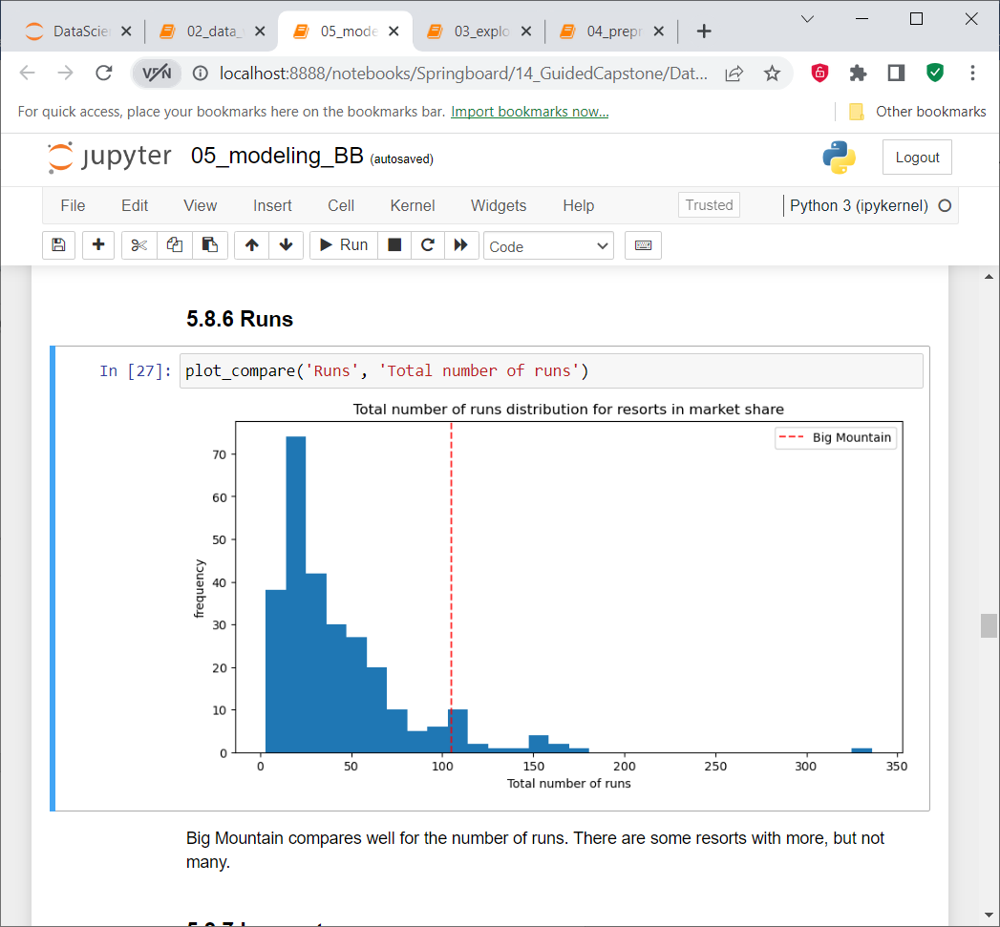 DataScie 02_data_ 05_mode 03_explo 04_prepr
VPN localhost:8888/notebooks/Springboard/14_GuidedCapstone/Dat...
For quick access, place your bookmarks here on the bookmarks bar. Import bookmarks now... Other bookmarks
jupyter 05_modeling_BB (autosaved) Logout
File Edit View Insert Cell Kernel Widgets Help Trusted Python 3 (ipykernel)
Run Code
5.8.6 Runs
In [27]: plot_compare('Runs', 'Total number of runs')
Total number of runs distribution for resorts in market share
Big Mountain
70
60
50
40
30
20
10
0
frequency
0 50 100 150 200 250 300 350
Total number of runs
Big Mountain compares well for the number of runs. There are some resorts with more, but not
many.